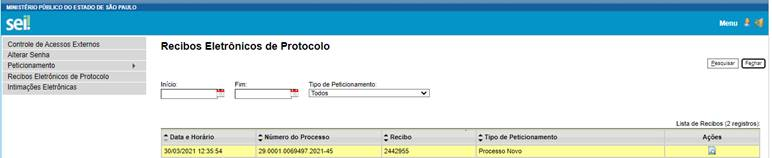 MINISTÉRIO PÚBLICO DO ESTADO DE SÃO PAULO
sei!
Menu
Controle de Acessos Externos
Alterar Senha
Peticionamento
Recibos Eletrônicos de Protocolo
Intimações Eletrônicas
Recibos Eletrônicos de Protocolo
Pesquisar Fechar
Início: Fim: Tipo de Peticionamento:
Todos
Lista de Recibos (2 registros):
Data e Horário Número do Processo Recibo Tipo de Peticionamento Ações
30/03/2021 12:35:54 29.0001.0069497.2021-45 2442955 Processo Novo